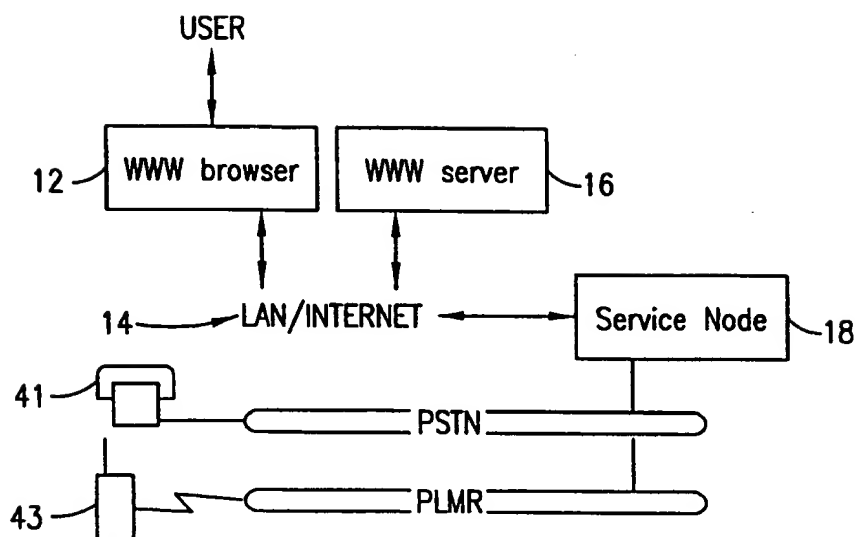 USER
12
WWW browser
WWW server
16
14
LAN/INTERNET
Service Node
18
41
PSTN
43
PLMR